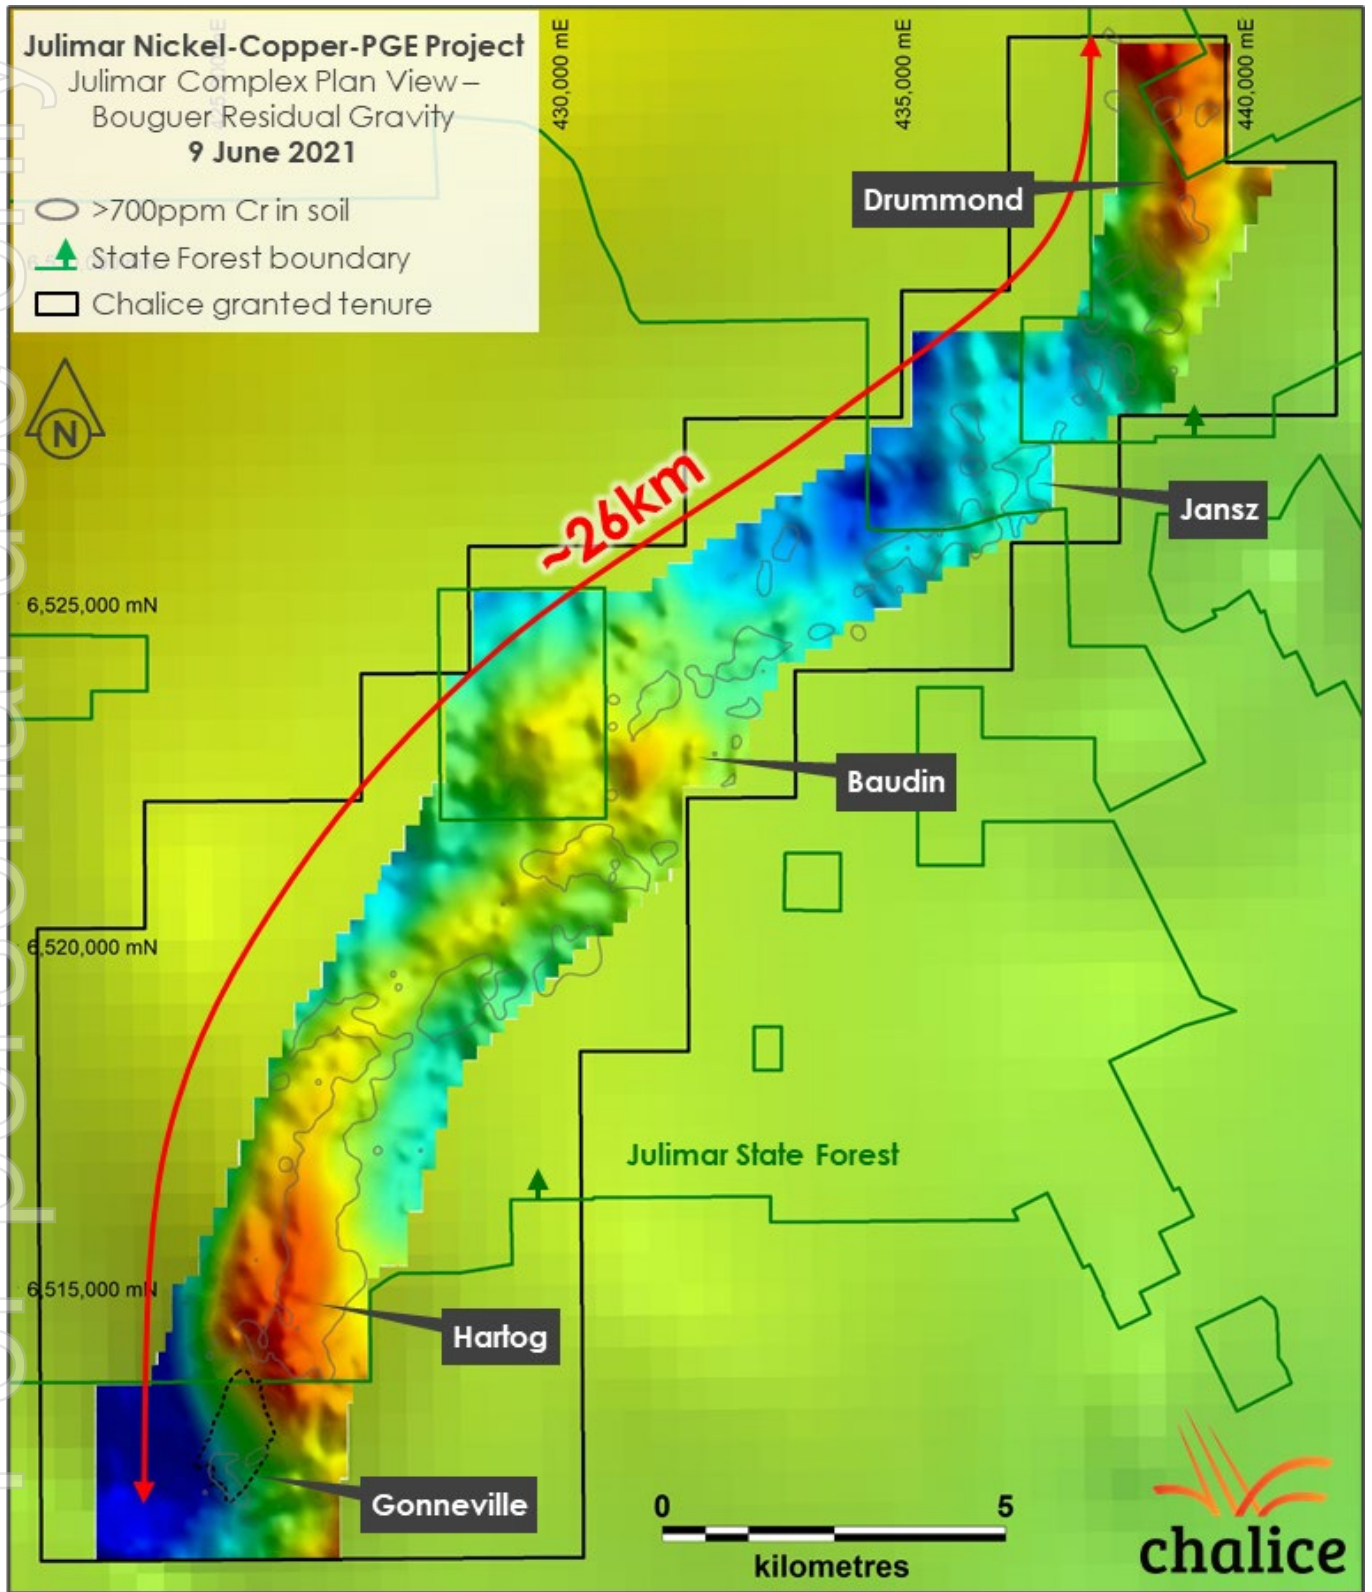 Julimar Nickel-Copper-PGE Project
Julimar Complex Plan View –
Bouguer Residual Gravity
9 June 2021
>700ppm Cr in soil
State Forest boundary
Chalice granted tenure
N
430,000 mE
435,000 mE
440,000 mE
Drummond
~26km
Jansz
6,525,000 mN
Baudin
6,520,000 mN
Julimar State Forest
6,515,000 mN
Hartog
Gonneville
0 5
kilometres
chalice